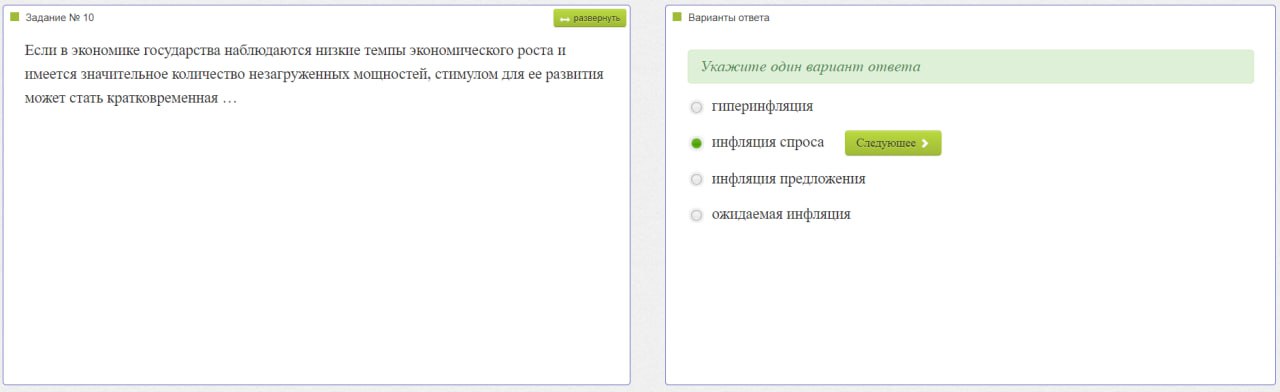 Задание № 10
развернуть
Если в экономике государства наблюдаются низкие темпы экономического роста и
имеется значительное количество незагруженных мощностей, стимулом для ее развития
может стать кратковременная …
Варианты ответа
Укажите один вариант ответа
гиперинфляция
инфляция спроса
Следующее
инфляция предложения
ожидаемая инфляция